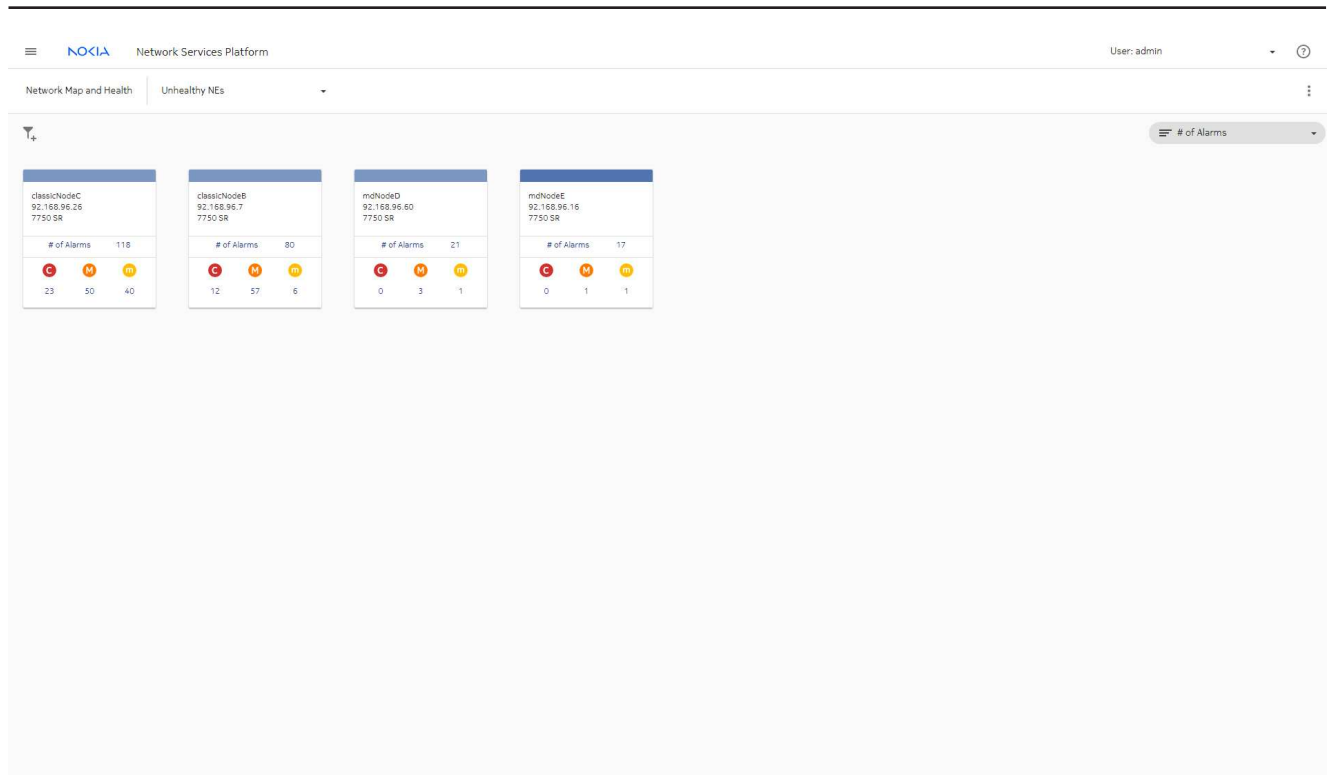 NOKIA Network Services Platform User: admin ?
Network Map and Health Unhealthy NEs
# of Alarms
classicNodeC
92.168.96.26
7750 SR
# of Alarms 118
C M m
23 50 40
classicNodeB
92.168.96.7
7750 SR
# of Alarms 80
C M m
12 57 6
mdNodeD
92.168.96.60
7750 SR
# of Alarms 21
C M m
0 3 1
mdNodeE
92.168.96.16
7750 SR
# of Alarms 17
C M m
0 1 1